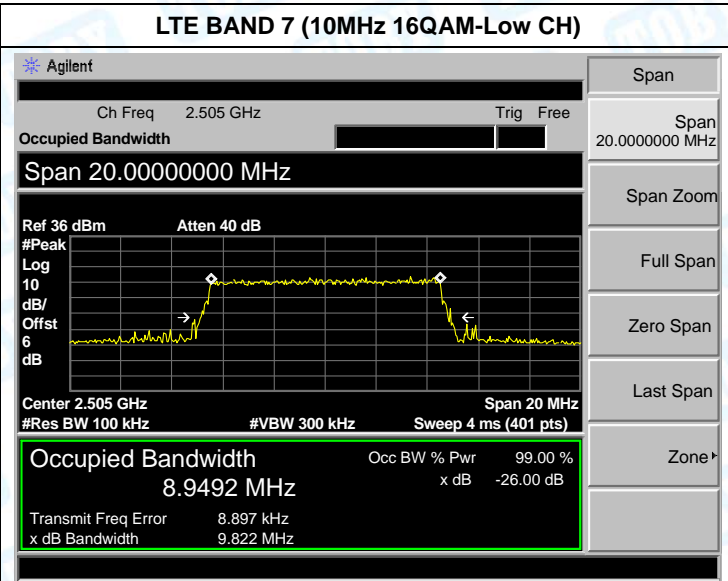 LTE BAND 7 (10MHz 16QAM-Low CH)
Agilent
Ch Freq 2.505 GHz Trig Free
Occupied Bandwidth
Span 20.00000000 MHz
Ref 36 dBm Atten 40 dB
#Peak
Log
10
dB/
Offst
6
dB
Center 2.505 GHz Span 20 MHz
#Res BW 100 kHz #VBW 300 kHz Sweep 4 ms (401 pts)
Occupied Bandwidth Occ BW % Pwr 99.00 %
8.9492 MHz x dB -26.00 dB
Transmit Freq Error 8.897 kHz
x dB Bandwidth 9.822 MHz
Span
Span
20.0000000 MHz
Span Zoom
Full Span
Zero Span
Last Span
Zone